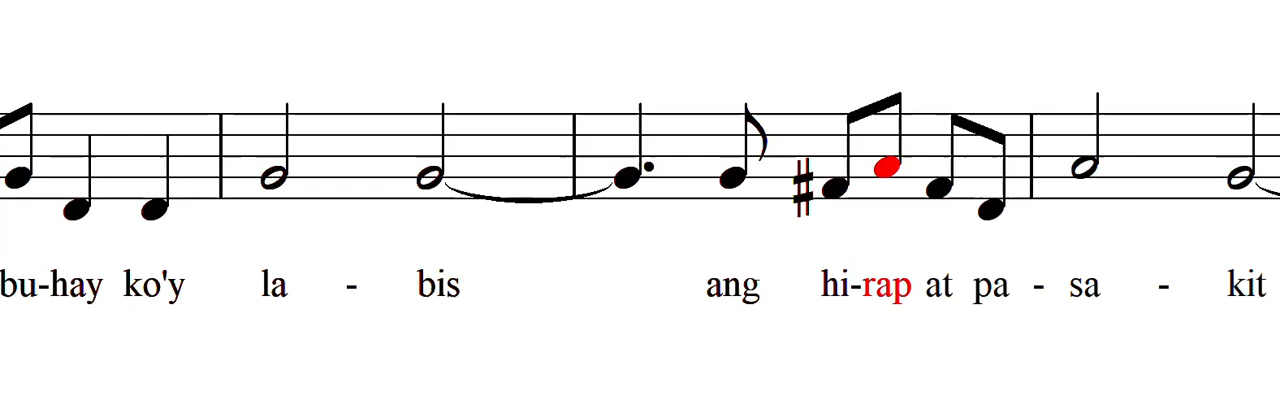 bu-hay ko'y la - bis ang hi-rap at pa - sa - kit